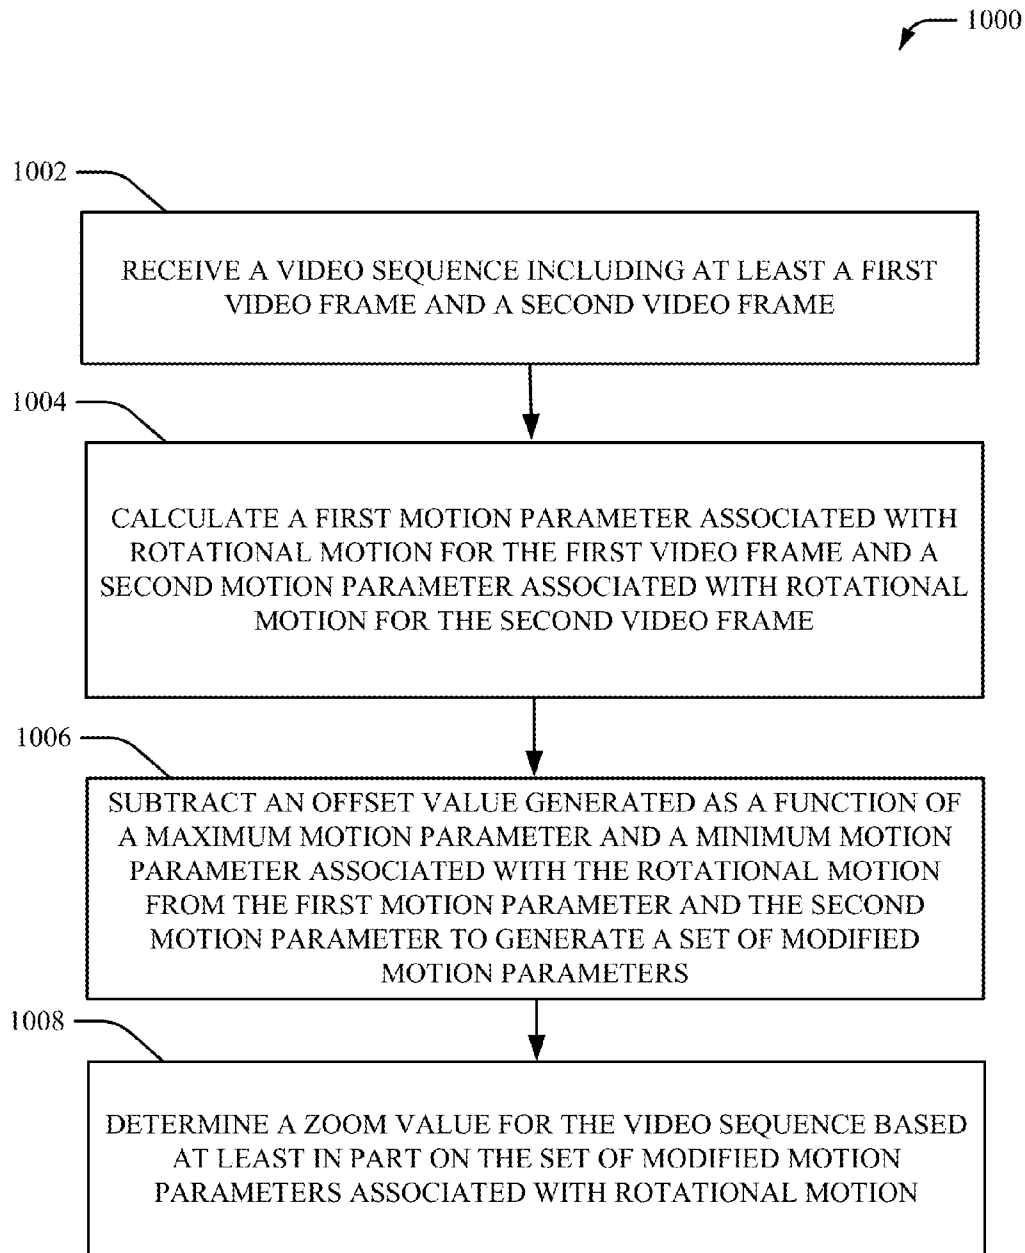 1000
1002
RECEIVE A VIDEO SEQUENCE INCLUDING AT LEAST A FIRST
VIDEO FRAME AND A SECOND VIDEO FRAME
1004
CALCULATE A FIRST MOTION PARAMETER ASSOCIATED WITH
ROTATIONAL MOTION FOR THE FIRST VIDEO FRAME AND A
SECOND MOTION PARAMETER ASSOCIATED WITH ROTATIONAL
MOTION FOR THE SECOND VIDEO FRAME
1006
SUBTRACT AN OFFSET VALUE GENERATED AS A FUNCTION OF
A MAXIMUM MOTION PARAMETER AND A MINIMUM MOTION
PARAMETER ASSOCIATED WITH THE ROTATIONAL MOTION
FROM THE FIRST MOTION PARAMETER AND THE SECOND
MOTION PARAMETER TO GENERATE A SET OF MODIFIED
MOTION PARAMETERS
1008
DETERMINE A ZOOM VALUE FOR THE VIDEO SEQUENCE BASED
AT LEAST IN PART ON THE SET OF MODIFIED MOTION
PARAMETERS ASSOCIATED WITH ROTATIONAL MOTION